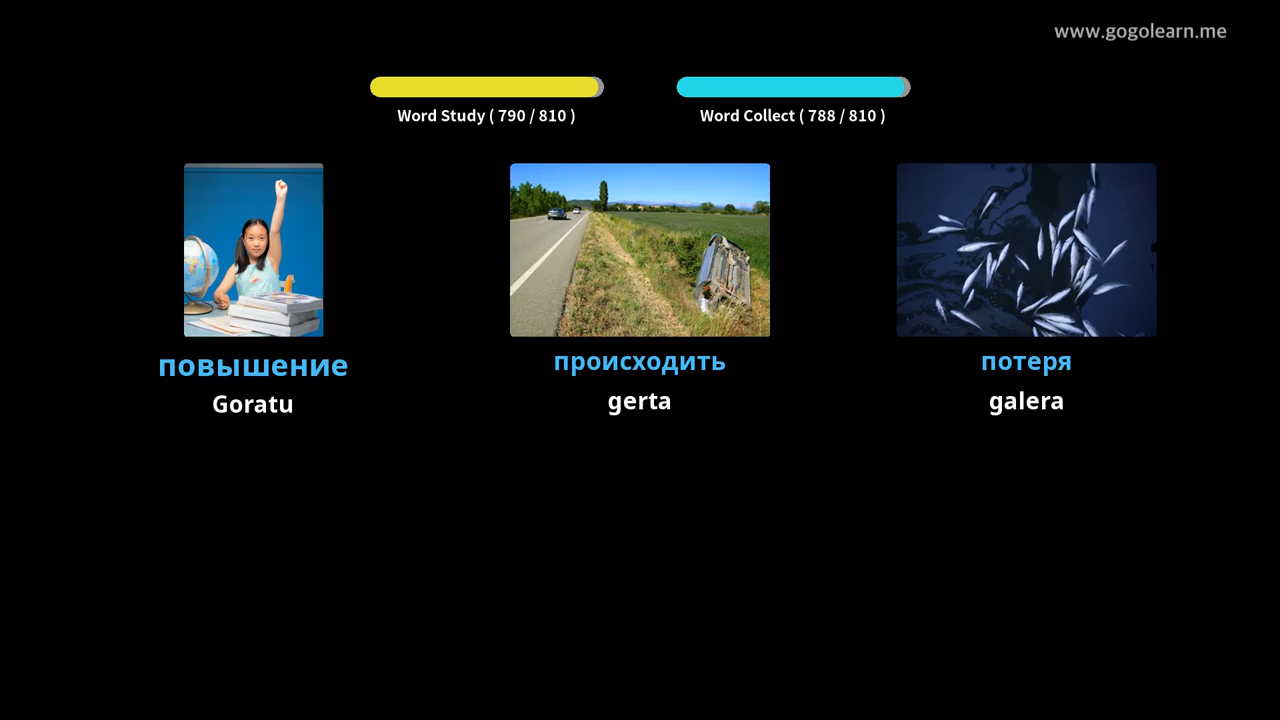 www.gogolearn.me
Word Study ( 790 / 810 )
Word Collect ( 788 / 810 )
повышение
Goratu
происходить
gerta
потеря
galera